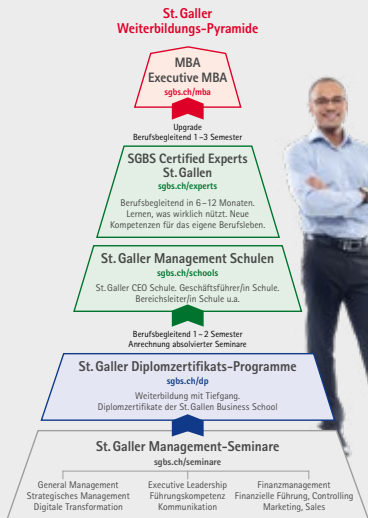 St. Galler
Weiterbildungs-Pyramide
MBA
Executive MBA
sgbs.ch/mba
Upgrade
Berufsbegleitend 1–3 Semester
SGBS Certified Experts
St. Gallen
sgbs.ch/experts
Berufsbegleitend in 6–12 Monaten.
Lernen, was wirklich nützt. Neue
Kompetenzen für das eigene Berufsleben.
St. Galler Management Schulen
sgbs.ch/schools
St. Galler CEO Schule. Geschäftsführer/in Schule.
Bereichsleiter/in Schule u.a.
Berufsbegleitend 1–2 Semester
Anrechnung absolvierter Seminare
St. Galler Diplomzertifikats-Programme
sgbs.ch/dp
Weiterbildung mit Tiefgang.
Diplomzertifikate der St. Gallen Business School
St. Galler Management-Seminare
sgbs.ch/seminare
General Management
Strategisches Management
Digitale Transformation
Executive Leadership
Führungskompetenz
Kommunikation
Finanzmanagement
Finanzielle Führung, Controlling
Marketing, Sales